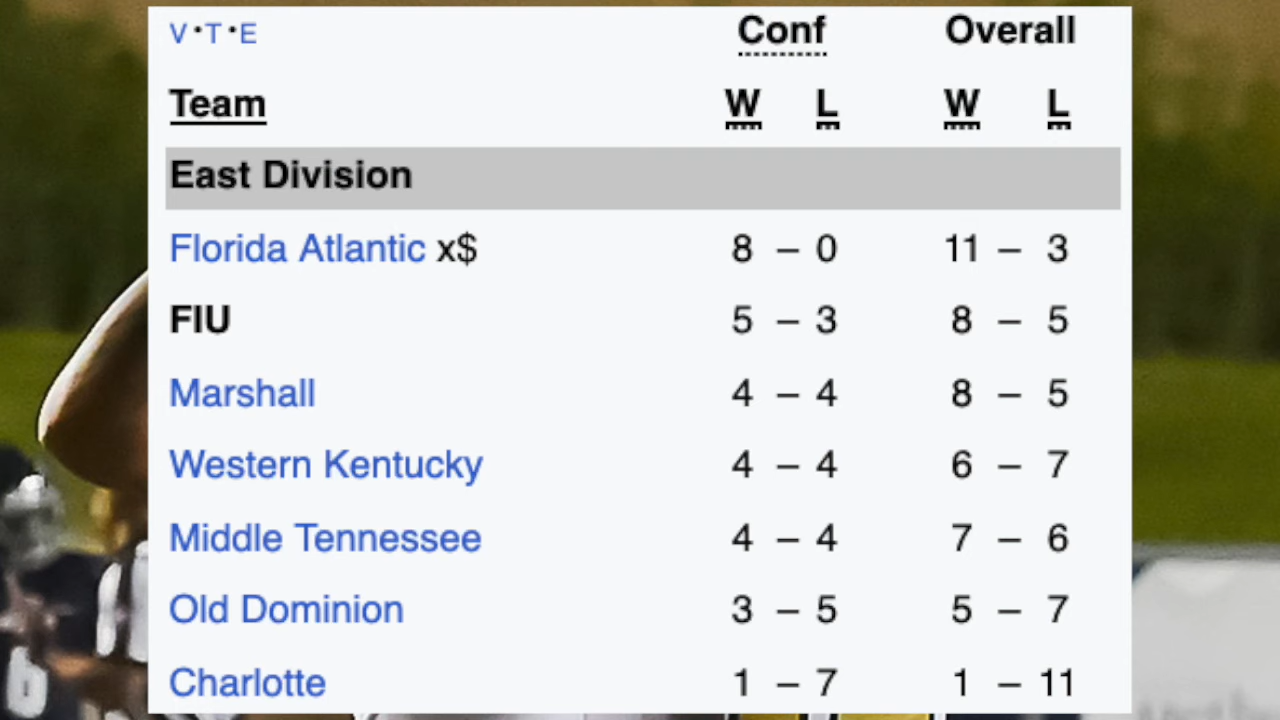 V·T·E Conf Overall
Team W L W L
East Division
Florida Atlantic x$ 8 – 0 11 – 3
FIU 5 – 3 8 – 5
Marshall 4 – 4 8 – 5
Western Kentucky 4 – 4 6 – 7
Middle Tennessee 4 – 4 7 – 6
Old Dominion 3 – 5 5 – 7
Charlotte 1 – 7 1 – 11